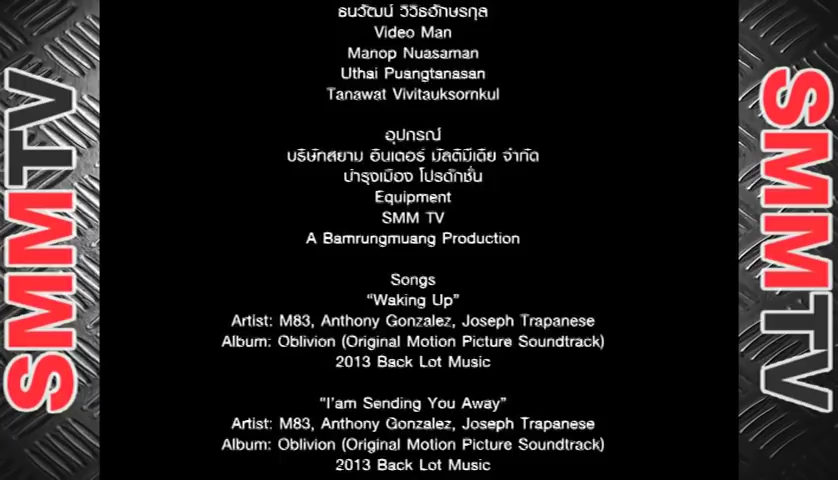 ธนวัฒน์ วิวิธอักษรกุล
Video Man
Manop Nuasaman
Uthai Puangtanasan
Tanawat Vivitauksornkul
อุปกรณ์
บริษัทสยาม อินเตอร์ มัลติมีเดีย จำกัด
บำรุงเมือง โปรดักชั่น
Equipment
SMM TV
A Bamrungmuang Production
Songs
“Waking Up”
Artist: M83, Anthony Gonzalez, Joseph Trapanese
Album: Oblivion (Original Motion Picture Soundtrack)
2013 Back Lot Music
“I'am Sending You Away”
Artist: M83, Anthony Gonzalez, Joseph Trapanese
Album: Oblivion (Original Motion Picture Soundtrack)
2013 Back Lot Music
SMMTV
SMMTV